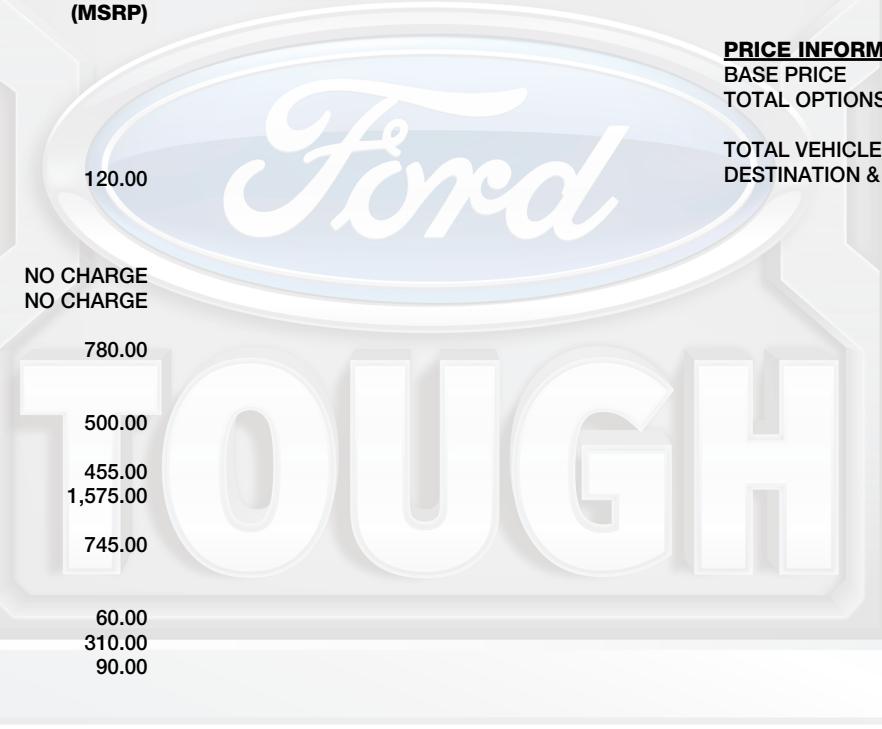 (MSRP)
120.00
NO CHARGE
NO CHARGE
780.00
500.00
455.00
1,575.00
745.00
60.00
310.00
90.00
PRICE INFORM
BASE PRICE
TOTAL OPTIONS
TOTAL VEHICLE
DESTINATION &
Ford
TOUGH